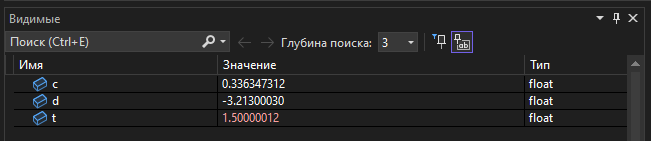 Видимые
Поиск (Ctrl+E) Глубина поиска: 3
Имя Значение Тип
c 0.336347312 float
d -3.21300030 float
t 1.50000012 float